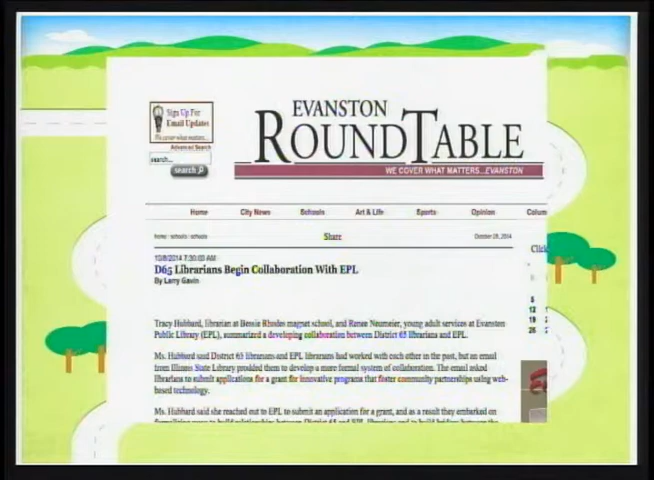 Sign Up For
Email Updates
Advanced Search
search...
search
EVANSTON
ROUNDTABLE
WE COVER WHAT MATTERS...EVANSTON
Home City News Schools Art & Life Sports Opinion Colum
home : schools : schools Share October 28, 2014
Click
10/8/2014 7:30:00 AM
D65 Librarians Begin Collaboration With EPL
By Larry Gavin
5
12
19
26
Tracy Hubbard, librarian at Bessie Rhodes magnet school, and Renee Neumeier, young adult services at Evanston
Public Library (EPL), summarized a developing collaboration between District 65 librarians and EPL.
Ms. Hubbard said District 65 librarians and EPL librarians had worked with each other in the past, but an email
from Illinois State Library prodded them to develop a more formal system of collaboration. The email asked
librarians to submit applications for a grant for innovative programs that foster community partnerships using web-
based technology.
Ms. Hubbard said she reached out to EPL to submit an application for a grant, and as a result they embarked on